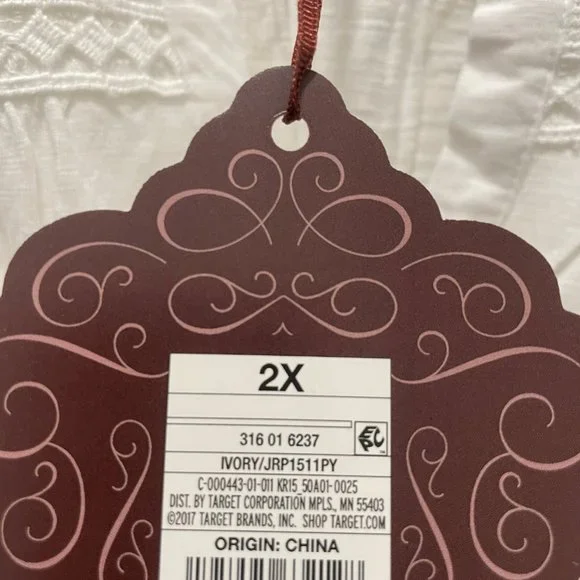 2X
316 01 6237
EPC
IVORY/JRP1511PY
C-000443-01-011 KR15_50A01-0025
DIST. BY TARGET CORPORATION MPLS., MN 55403
©2017 TARGET BRANDS, INC. SHOP TARGET.COM
ORIGIN: CHINA